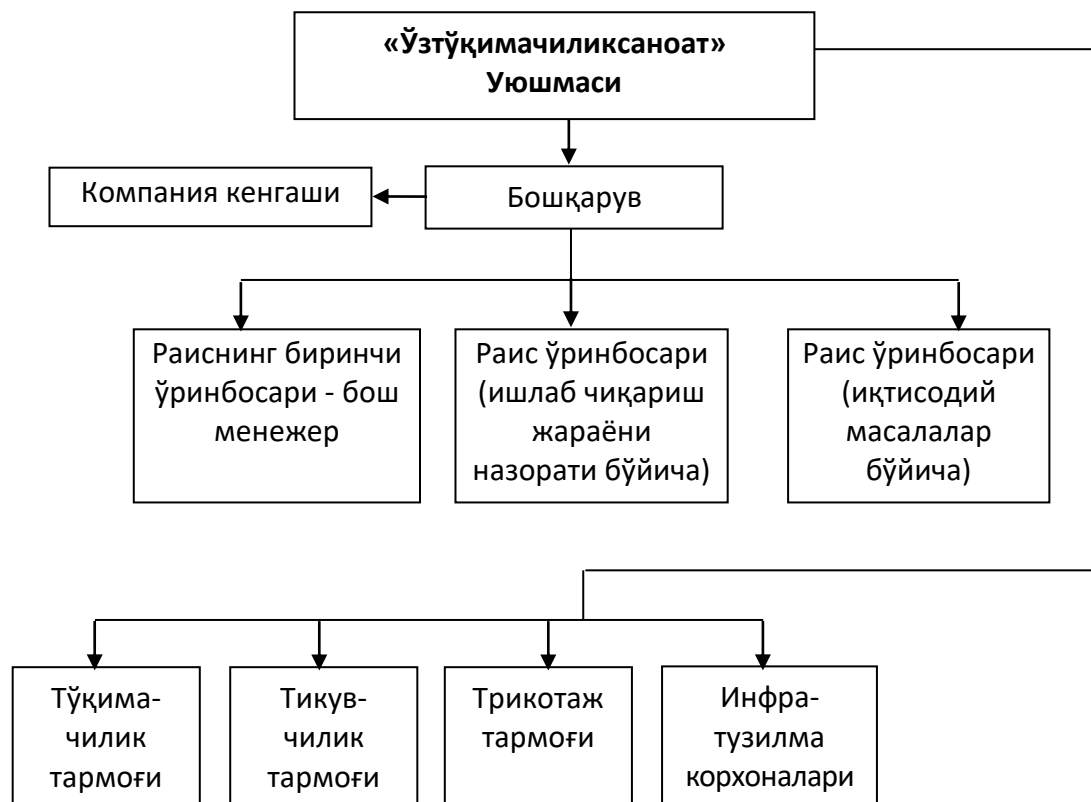 «Ўзтўқимачиликсаноат»
Уюшмаси
Компания кенгаши
Бошқарув
Раиснинг биринчи
ўринбосари - бош
менежер
Раис ўринбосари
(ишлаб чиқариш
жараёни
назорати бўйича)
Раис ўринбосари
(иқтисодий
масалалар
бўйича)
Тўқима-
чилик
тармоғи
Тикув-
чилик
тармоғи
Трикотаж
тармоғи
Инфра-
тузилма
корхоналари